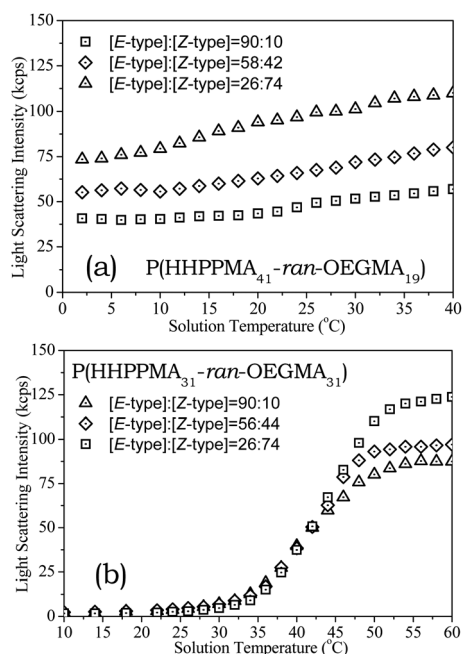 150
[E-type]:[Z-type]=90:10
125
[E-type]:[Z-type]=58:42
[E-type]:[Z-type]=26:74
100
75
50
25
(a) P(HHPPMA₄₁-ran-OEGMA₁₉)
0
0 5 10 15 20 25 30 35 40
Light Scattering Intensity (kcps)
Solution Temperature (°C)
150
P(HHPPMA₃₁-ran-OEGMA₃₁)
125
[E-type]:[Z-type]=90:10
[E-type]:[Z-type]=56:44
100
[E-type]:[Z-type]=26:74
75
50
25
(b)
0
10 15 20 25 30 35 40 45 50 55 60
Light Scattering Intensity (kcps)
Solution Temperature (°C)